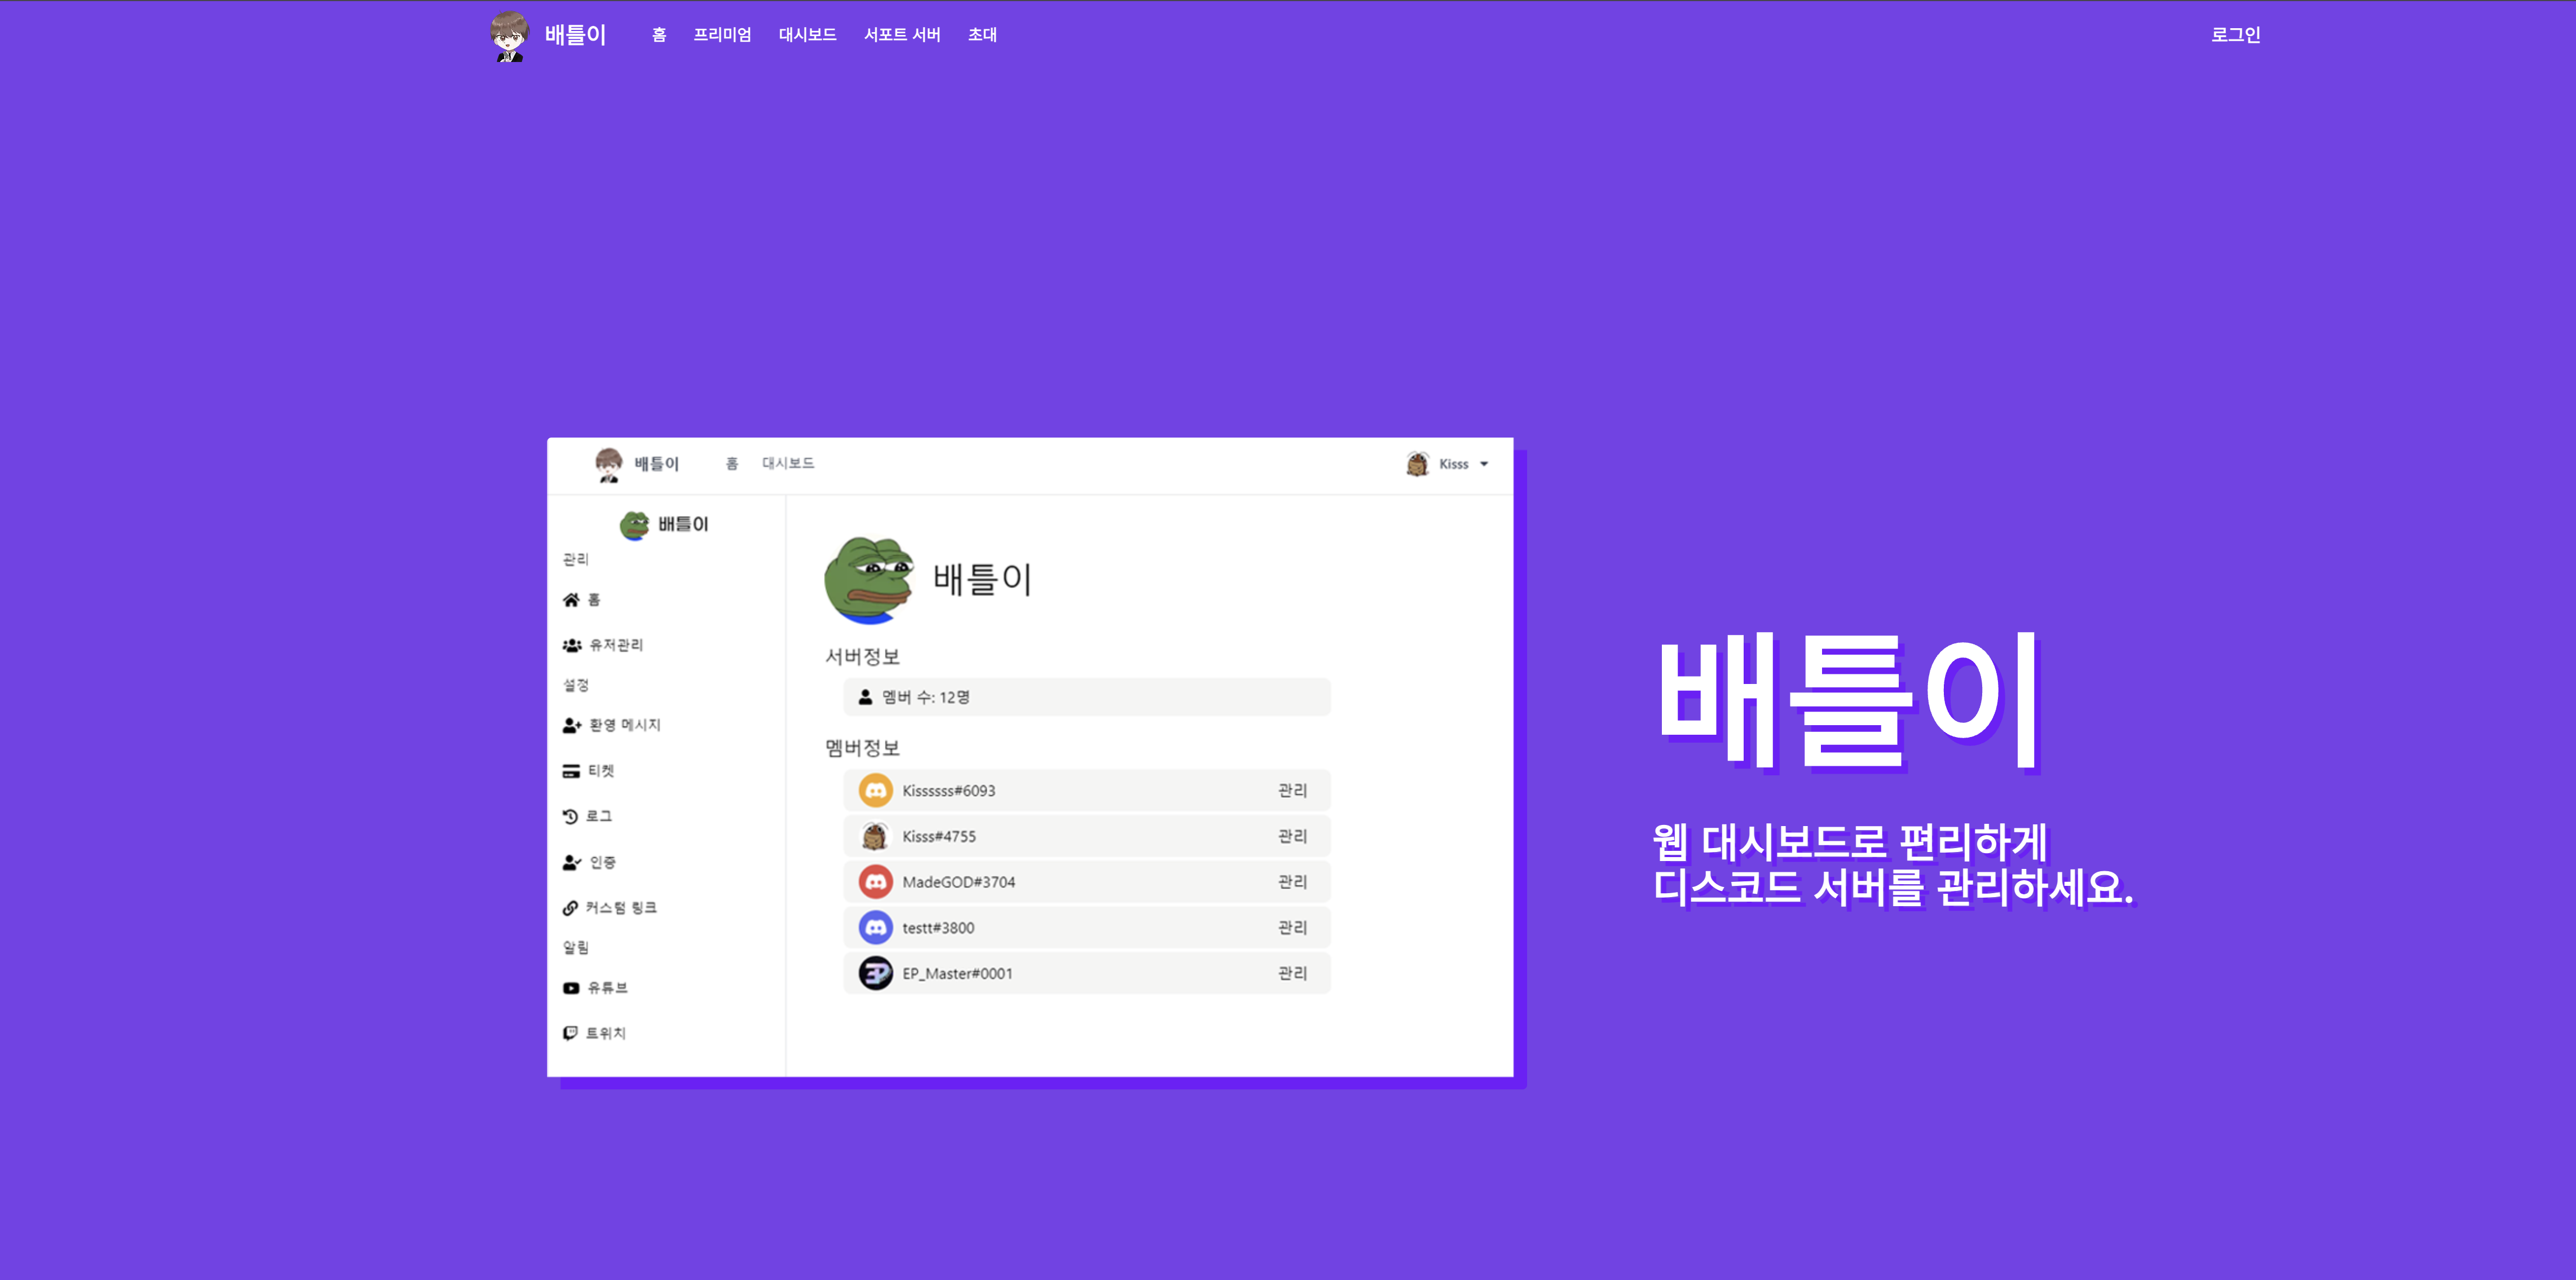 배틀이 홈 프리미엄 대시보드 서포트 서버 초대 로그인
배틀이 홈 대시보드 Kisss
배틀이
관리
홈
유저관리
설정
환영 메시지
티켓
로그
인증
커스텀 링크
알림
유튜브
트위치
배틀이
서버정보
멤버 수: 12명
멤버정보
Kissssss#6093 관리
Kisss#4755 관리
MadeGOD#3704 관리
testt#3800 관리
EP_Master#0001 관리
배틀이
웹 대시보드로 편리하게
디스코드 서버를 관리하세요.